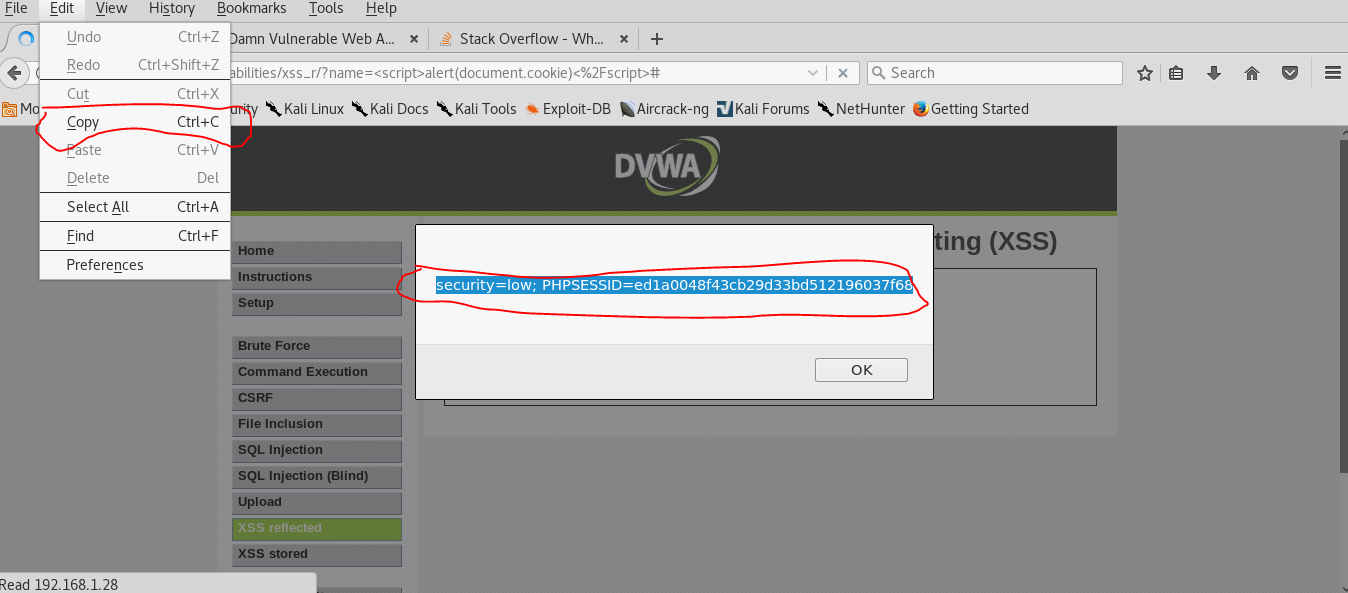 File Edit View History Bookmarks Tools Help
Undo Ctrl+Z
Redo Ctrl+Shift+Z
Cut Ctrl+X
Copy Ctrl+C
Paste Ctrl+V
Delete Del
Select All Ctrl+A
Find Ctrl+F
Preferences
Damn Vulnerable Web A... × Stack Overflow - Wh... × +
abilities/xss_r/?name=<script>alert(document.cookie)<%2Fscript># Search
Kali Linux Kali Docs Kali Tools Exploit-DB Aircrack-ng Kali Forums NetHunter Getting Started
DVWA
(XSS)
security=low; PHPSESSID=ed1a0048f43cb29d33bd512196037f68
OK
Home
Instructions
Setup
Brute Force
Command Execution
CSRF
File Inclusion
SQL Injection
SQL Injection (Blind)
Upload
XSS reflected
XSS stored
Read 192.168.1.28